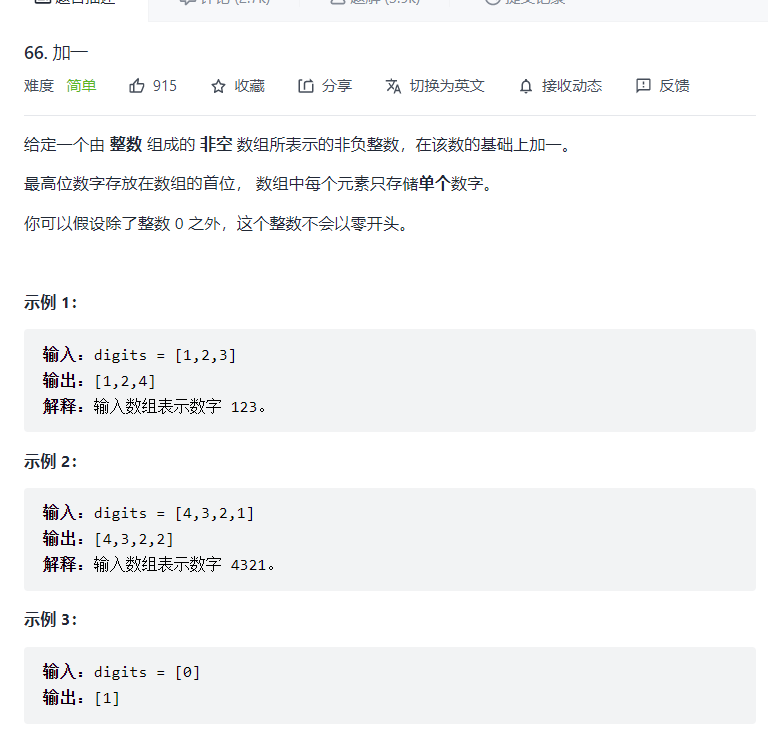 66. 加一
难度 简单 915 收藏 分享 切换为英文 接收动态 反馈
给定一个由 整数 组成的 非空 数组所表示的非负整数，在该数的基础上加一。
最高位数字存放在数组的首位， 数组中每个元素只存储单个数字。
你可以假设除了整数 0 之外，这个整数不会以零开头。
示例 1：
输入：digits = [1,2,3]
输出：[1,2,4]
解释：输入数组表示数字 123。
示例 2：
输入：digits = [4,3,2,1]
输出：[4,3,2,2]
解释：输入数组表示数字 4321。
示例 3：
输入：digits = [0]
输出：[1]